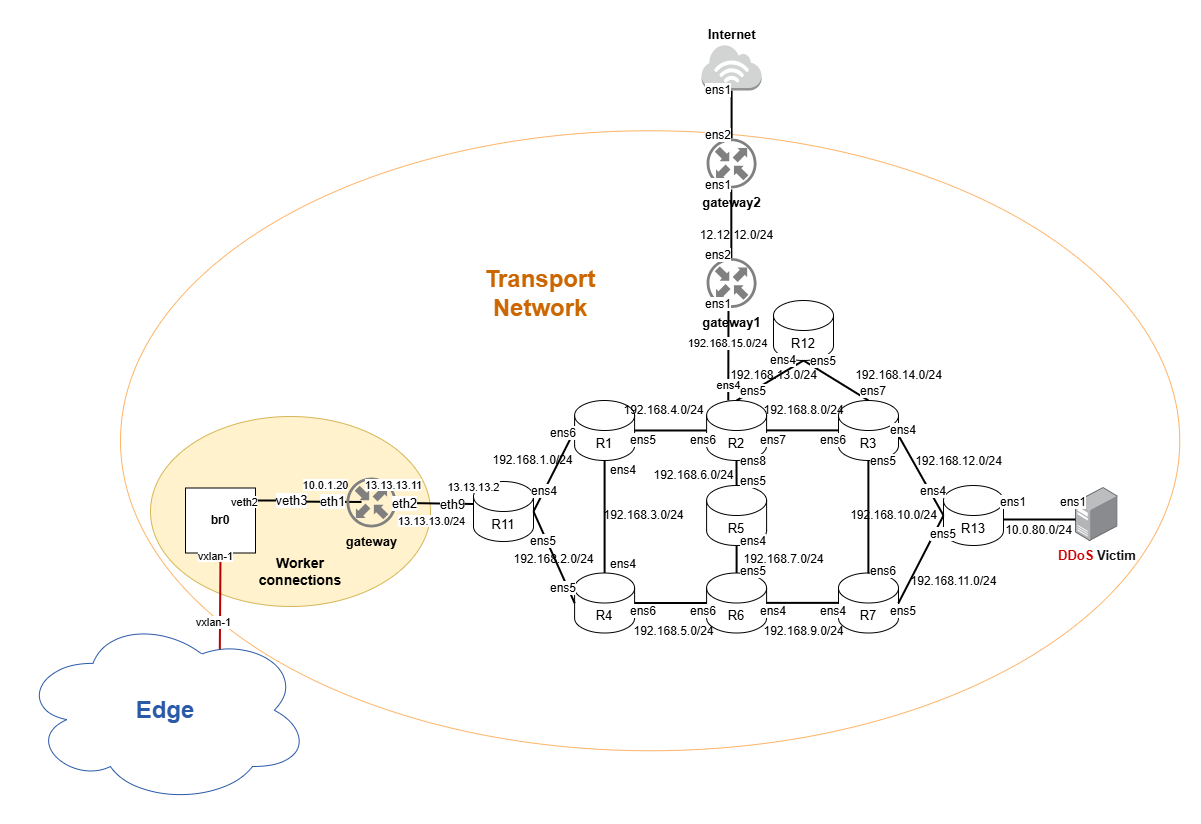 Internet
ens1
ens2
ens1
gateway2
12.12.12.0/24
ens2
ens1
gateway1
192.168.15.0/24
Transport
Network
R12
ens4
ens5
192.168.13.0/24
192.168.14.0/24
ens4
ens5
ens7
192.168.4.0/24
192.168.8.0/24
ens6
R1
ens5
ens6
R2
ens7
ens6
R3
ens4
192.168.1.0/24
ens4
192.168.6.0/24
ens8
ens5
ens5
192.168.12.0/24
10.0.1.20
13.13.13.11
13.13.13.2
ens4
ens4
veth2
veth3
eth1
eth2
eth9
ens1
ens1
br0
13.13.13.0/24
R11
192.168.3.0/24
R5
192.168.10.0/24
R13
10.0.80.0/24
gateway
ens5
ens4
ens5
vxlan-1
Worker
connections
192.168.2.0/24
192.168.7.0/24
DDoS Victim
ens4
ens5
ens6
192.168.11.0/24
ens5
R4
ens6
ens6
R6
ens4
ens4
R7
ens5
vxlan-1
192.168.5.0/24
192.168.9.0/24
Edge